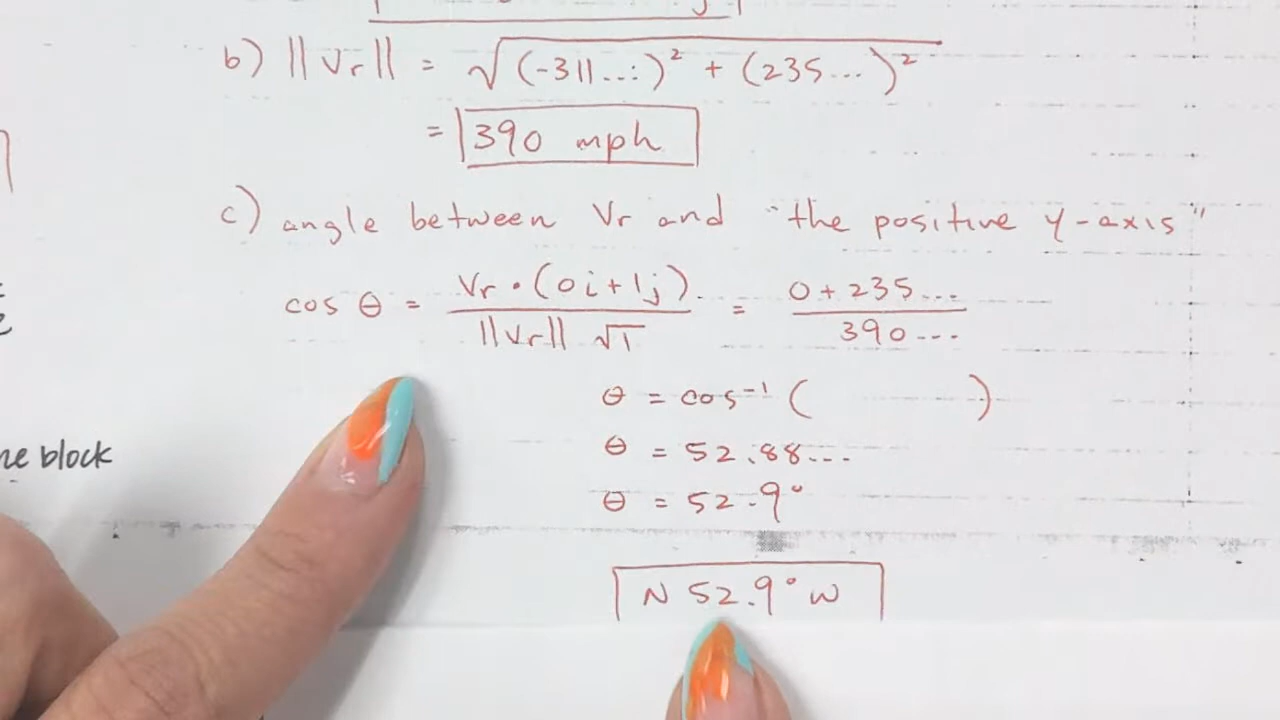 b) ||Vr|| = √(-311...)² + (235...)²
= 390 mph
c) angle between Vr and "the positive y-axis"
cos θ = Vr • (0i + 1j) / ||Vr|| √1 = 0 + 235... / 390...
θ = cos⁻¹ ( )
θ = 52.88...
θ = 52.9°
N 52.9° W
block